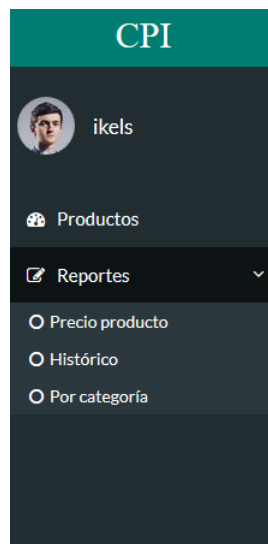 CPI
ikels
Productos
Reportes
Precio producto
Histórico
Por categoría